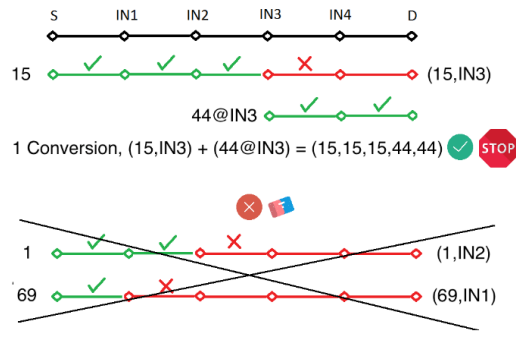 S IN1 IN2 IN3 IN4 D
15 (15,IN3)
44@IN3
1 Conversion, (15,IN3) + (44@IN3) = (15,15,15,44,44) STOP
1 (1,IN2)
69 (69,IN1)